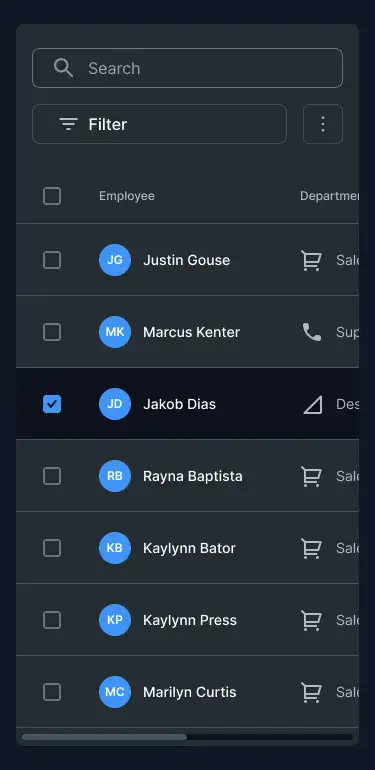 Search
Filter
Employee Departme
JG Justin Gouse Sale
MK Marcus Kenter Sup
JD Jakob Dias Des
RB Rayna Baptista Sale
KB Kaylynn Bator Sale
KP Kaylynn Press Sale
MC Marilyn Curtis Sale